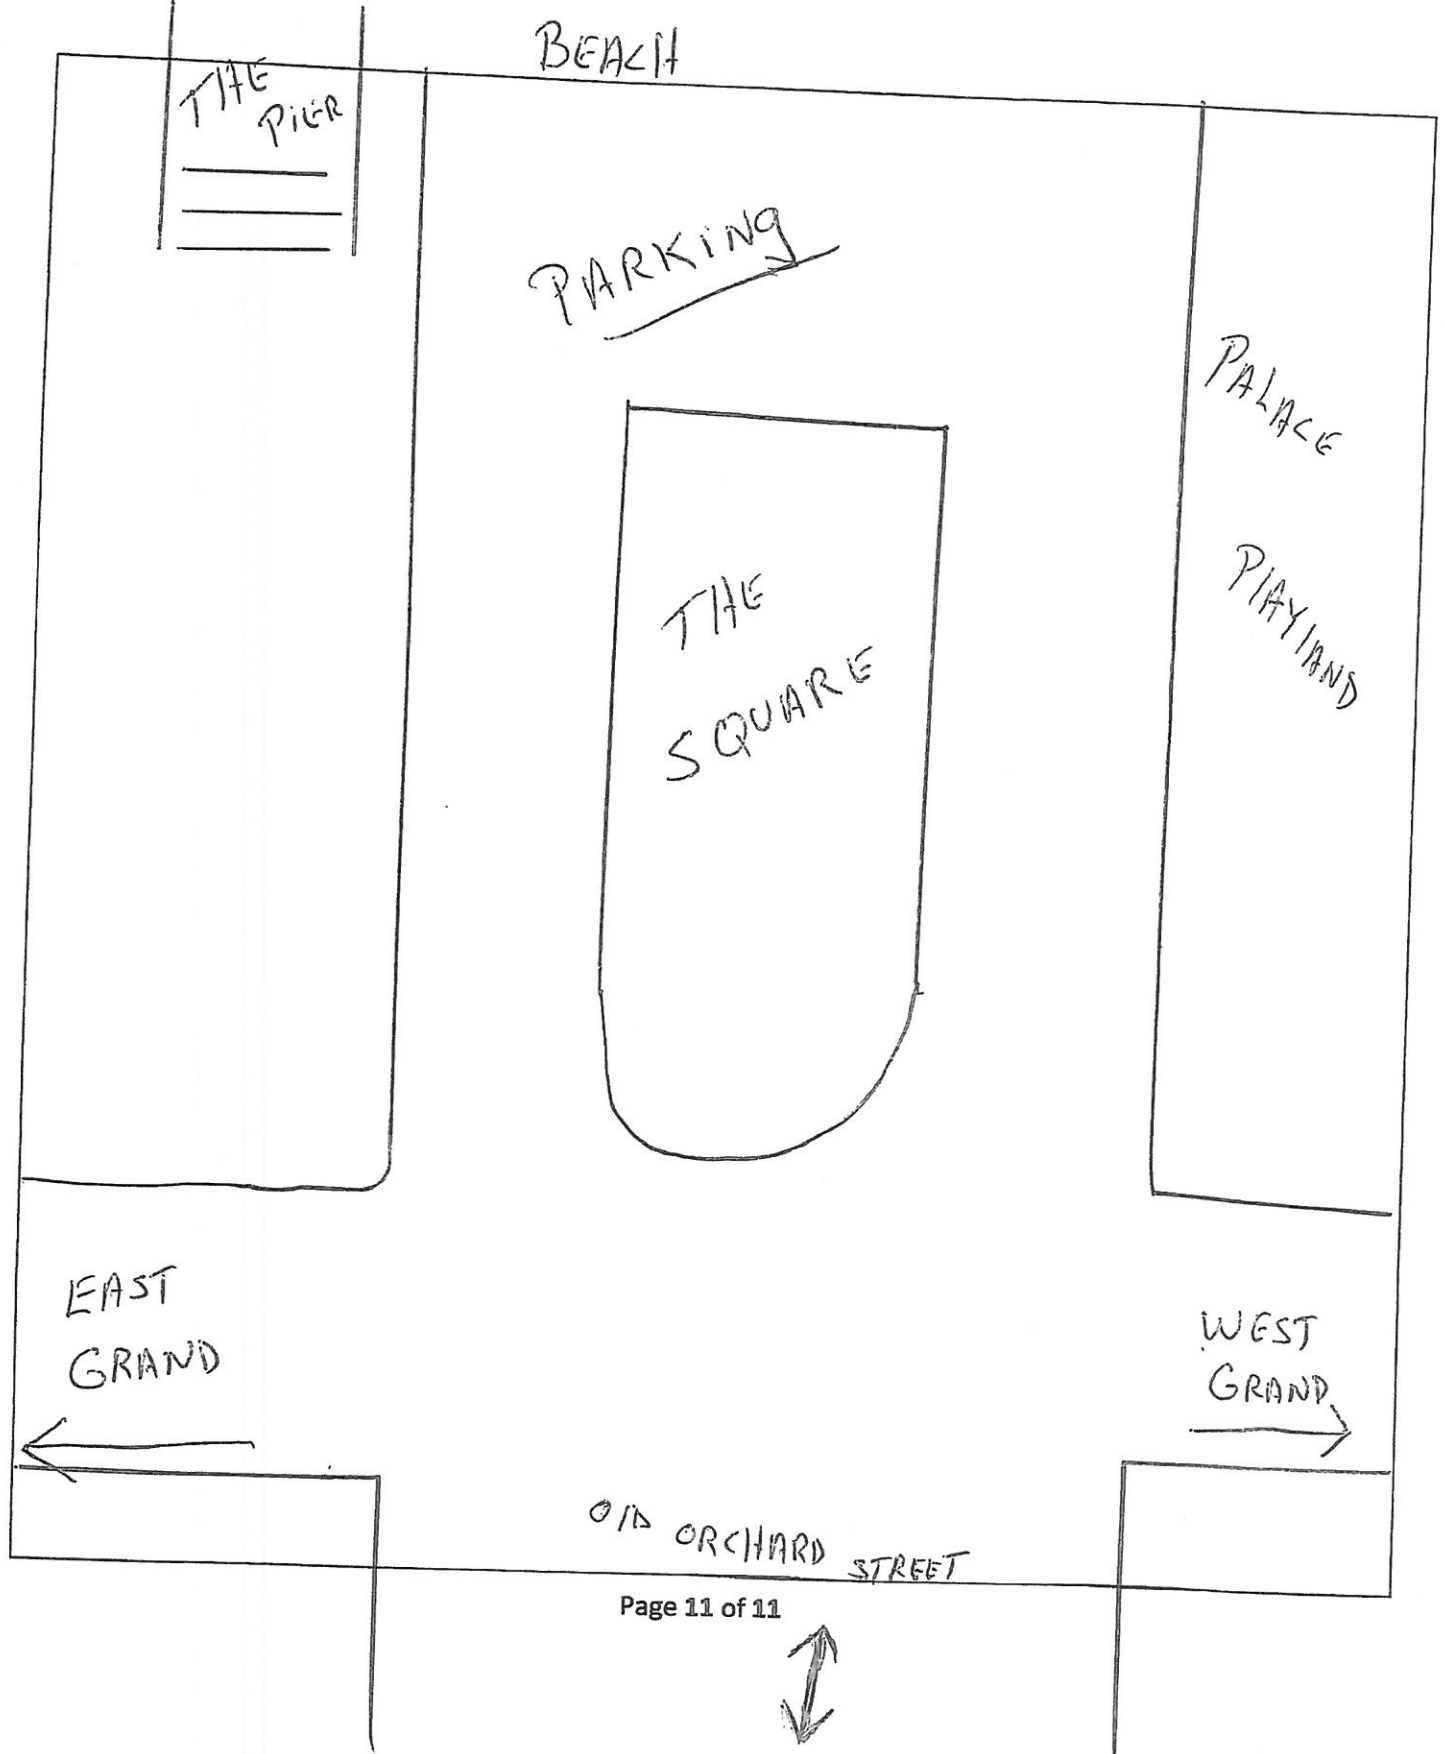 BEACH
THE
PIER
PARKING
PALACE
THE
SQUARE
PLAYLAND
EAST
GRAND
WEST
GRAND
OLD ORCHARD STREET
Page 11 of 11